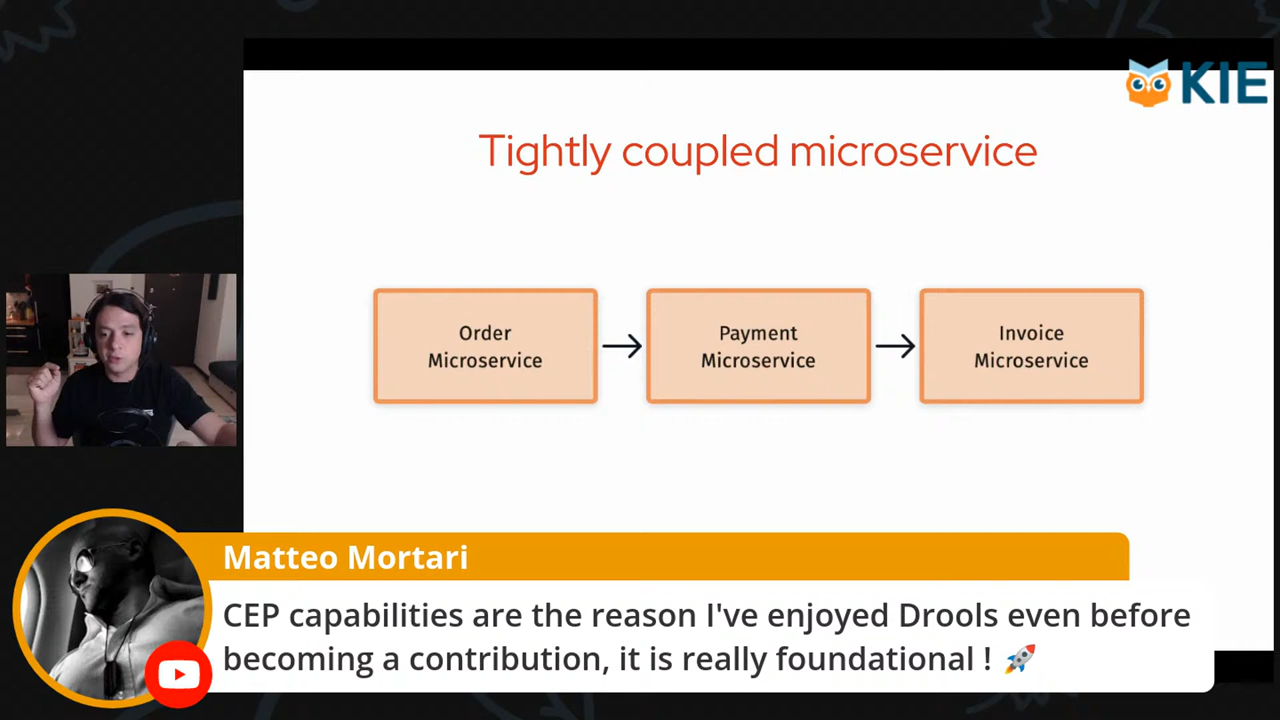 KIE
Tightly coupled microservice
Order
Microservice
Payment
Microservice
Invoice
Microservice
Matteo Mortari
CEP capabilities are the reason I've enjoyed Drools even before
becoming a contribution, it is really foundational ! 🚀